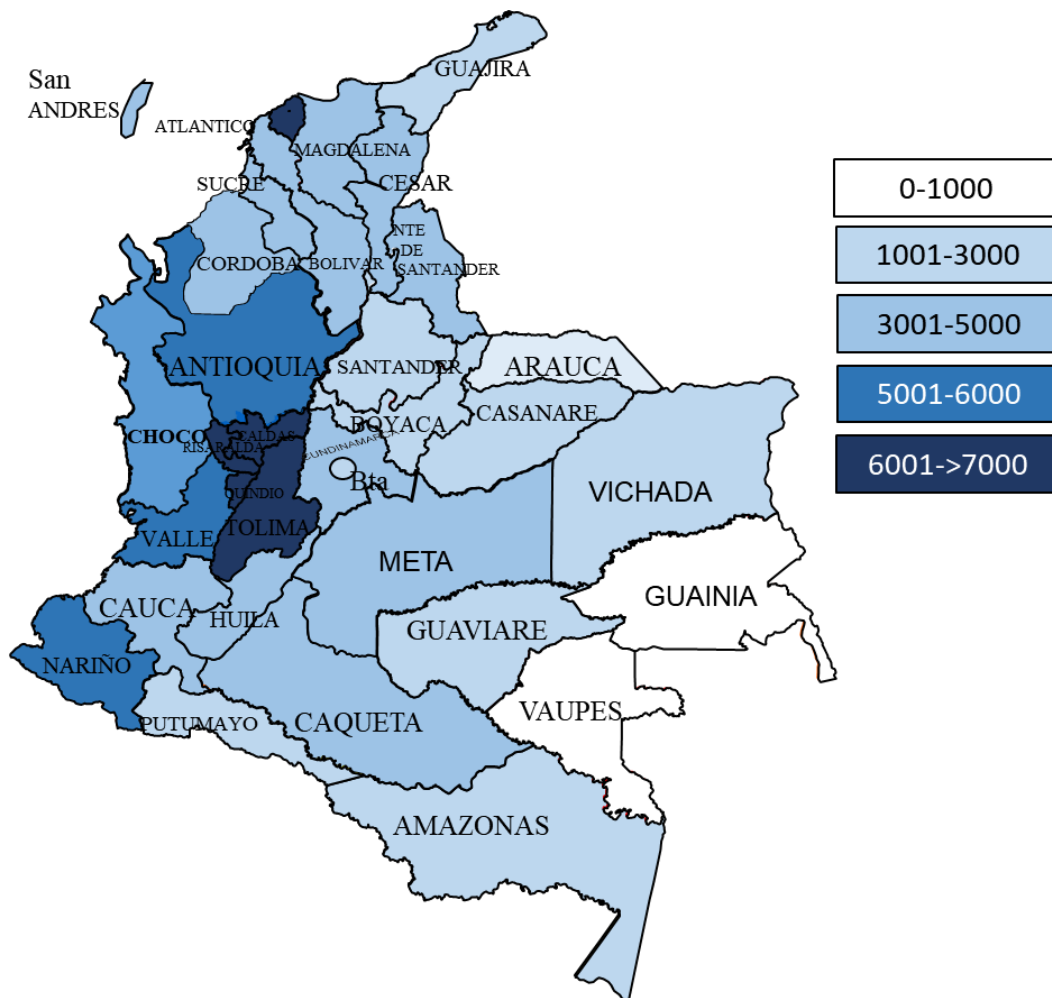 GUAJIRA
San
ANDRES
ATLANTICO
MAGDALENA
CESAR
SUCRE
NTE
DE
SANTANDER
CORDOBA
BOLIVAR
ANTIOQUIA
SANTANDER
ARAUCA
CASANARE
BOYACA
CHOCO
CALDAS
RISARALDA
CUNDINAMARCA
Bta
QUINDIO
VICHADA
TOLIMA
VALLE
META
GUAINIA
CAUCA
HUILA
GUAVIARE
NARIÑO
VAUPES
PUTUMAYO
CAQUETA
AMAZONAS
0-1000
1001-3000
3001-5000
5001-6000
6001->7000